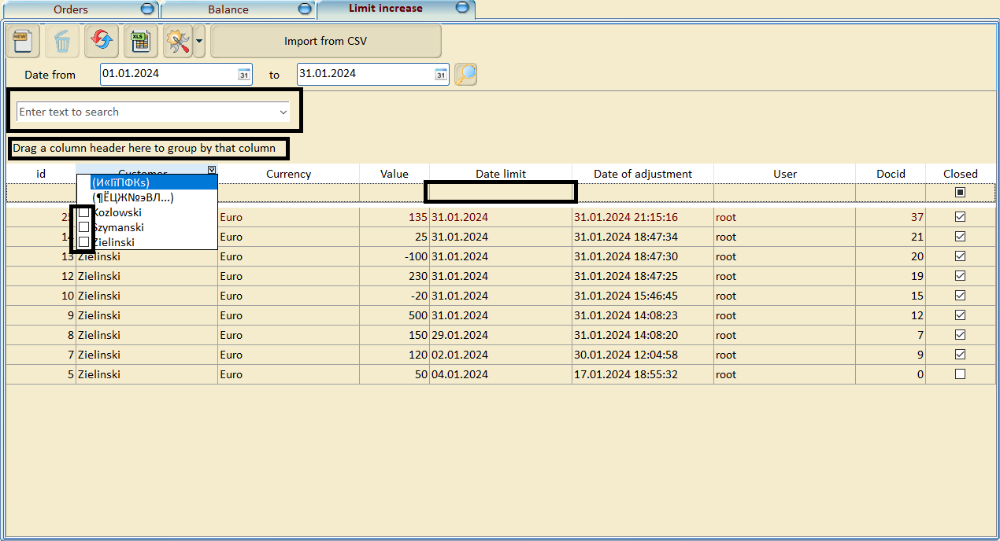 Orders Balance Limit increase
NEW XLS Import from CSV
Date from 01.01.2024 31 to 31.01.2024 31
Enter text to search
Drag a column header here to group by that column
id Customer Currency Value Date limit Date of adjustment User Docid Closed
(И«ІїПФКs)
(¶ЁЦЖ№эВЛ...)
Kozlowski
Szymanski
Zielinski
Euro 135 31.01.2024 31.01.2024 21:15:16 root 37
Euro 25 31.01.2024 31.01.2024 18:47:34 root 21
13 Zielinski Euro -100 31.01.2024 31.01.2024 18:47:30 root 20
12 Zielinski Euro 230 31.01.2024 31.01.2024 18:47:25 root 19
10 Zielinski Euro -20 31.01.2024 31.01.2024 15:46:45 root 15
9 Zielinski Euro 500 31.01.2024 31.01.2024 14:08:23 root 12
8 Zielinski Euro 150 29.01.2024 31.01.2024 14:08:20 root 7
7 Zielinski Euro 120 02.01.2024 30.01.2024 12:04:58 root 9
5 Zielinski Euro 50 04.01.2024 17.01.2024 18:55:32 root 0